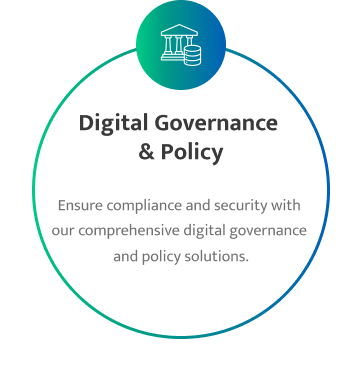 Digital Governance
& Policy
Ensure compliance and security with
our comprehensive digital governance
and policy solutions.